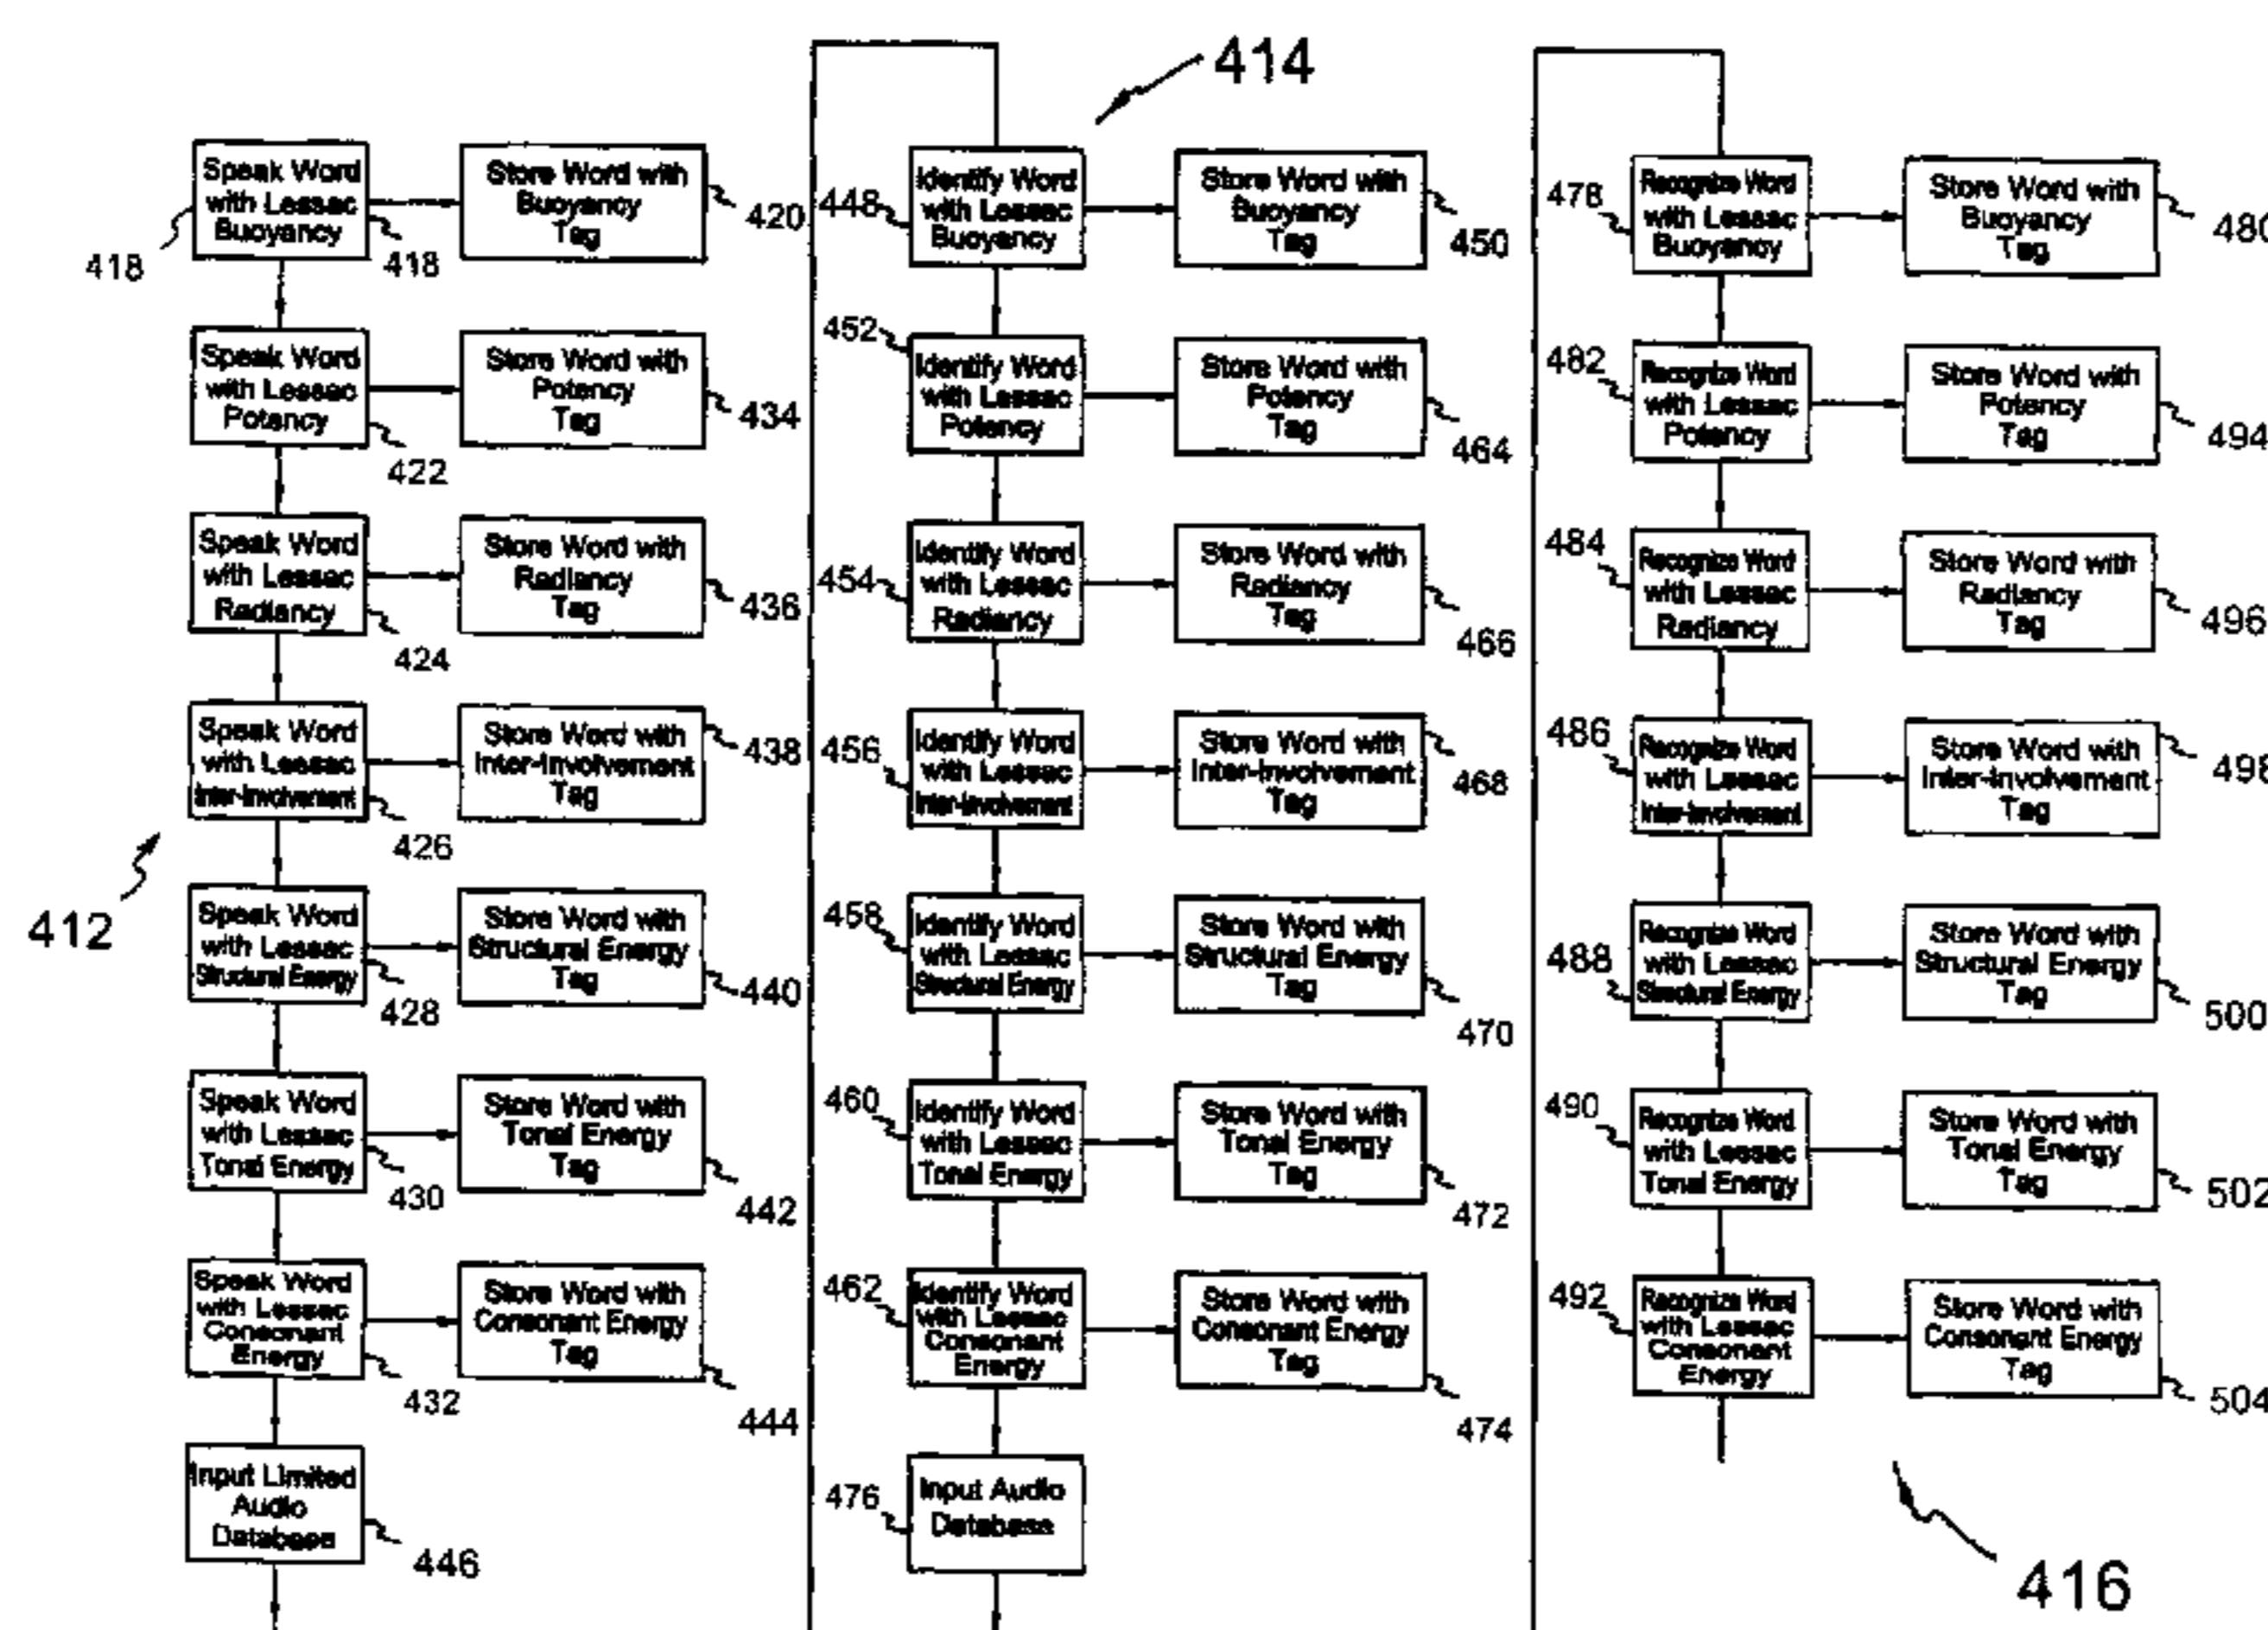 414
Speak Word
with Lessac
Buoyancy
418
418
Store Word with
Buoyancy
Tag
420
Speak Word
with Lessac
Potency
422
Store Word with
Potency
Tag
434
Speak Word
with Lessac
Radiancy
424
Store Word with
Radiancy
Tag
436
Speak Word
with Lessac
Inter-Involvement
426
Store Word with
Inter-Involvement
Tag
438
412
Speak Word
with Lessac
Structural Energy
428
Store Word with
Structural Energy
Tag
440
Speak Word
with Lessac
Tonal Energy
430
Store Word with
Tonal Energy
Tag
442
Speak Word
with Lessac
Consonant
Energy
432
Store Word with
Consonant Energy
Tag
444
Input Limited
Audio
Database
446
448
Identify Word
with Lessac
Buoyancy
Store Word with
Buoyancy
Tag
450
452
Identify Word
with Lessac
Potency
Store Word with
Potency
Tag
464
454
Identify Word
with Lessac
Radiancy
Store Word with
Radiancy
Tag
466
456
Identify Word
with Lessac
Inter-Involvement
Store Word with
Inter-Involvement
Tag
468
458
Identify Word
with Lessac
Structural Energy
Store Word with
Structural Energy
Tag
470
460
Identify Word
with Lessac
Tonal Energy
Store Word with
Tonal Energy
Tag
472
462
Identify Word
with Lessac
Consonant
Energy
Store Word with
Consonant Energy
Tag
474
476
Input Audio
Database
478
Recognize Word
with Lessac
Buoyancy
Store Word with
Buoyancy
Tag
480
482
Recognize Word
with Lessac
Potency
Store Word with
Potency
Tag
494
484
Recognize Word
with Lessac
Radiancy
Store Word with
Radiancy
Tag
496
486
Recognize Word
with Lessac
Inter-Involvement
Store Word with
Inter-Involvement
Tag
498
488
Recognize Word
with Lessac
Structural Energy
Store Word with
Structural Energy
Tag
500
490
Recognize Word
with Lessac
Tonal Energy
Store Word with
Tonal Energy
Tag
502
492
Recognize Word
with Lessac
Consonant
Energy
Store Word with
Consonant Energy
Tag
504
416